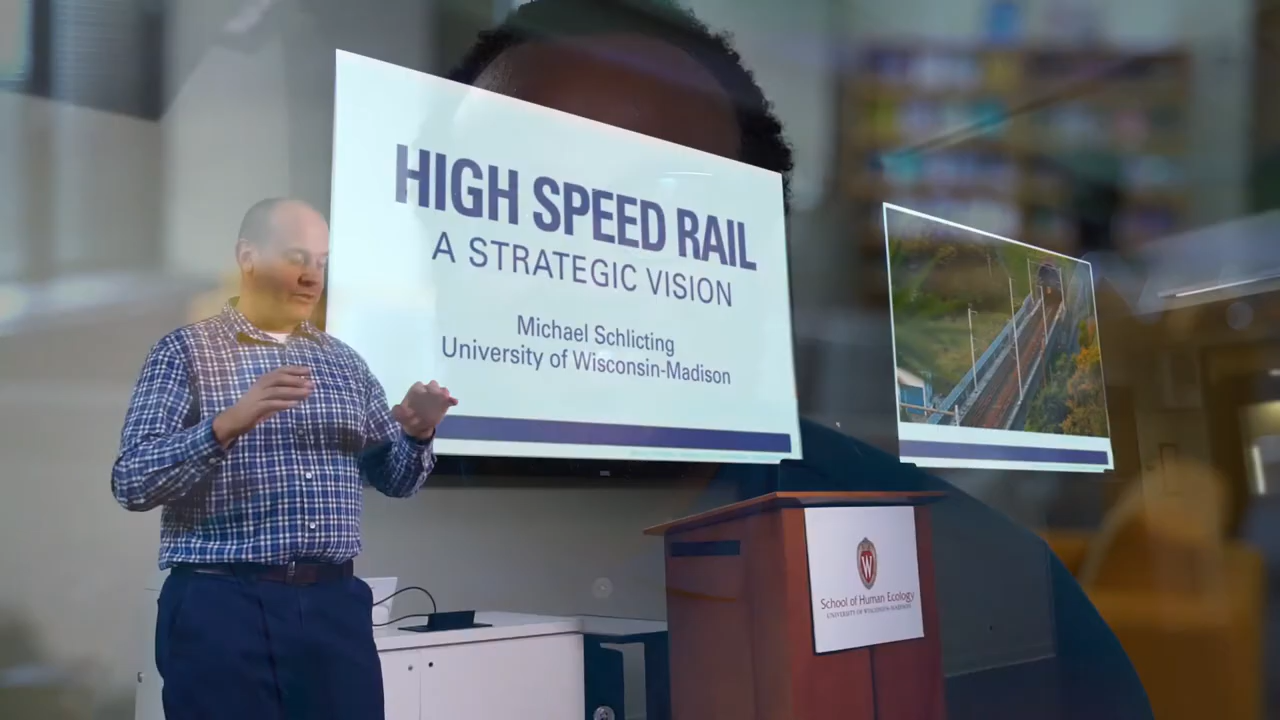 HIGH SPEED RAIL
A STRATEGIC VISION
Michael Schlicting
University of Wisconsin-Madison
W
School of Human Ecology
UNIVERSITY OF WISCONSIN-MADISON